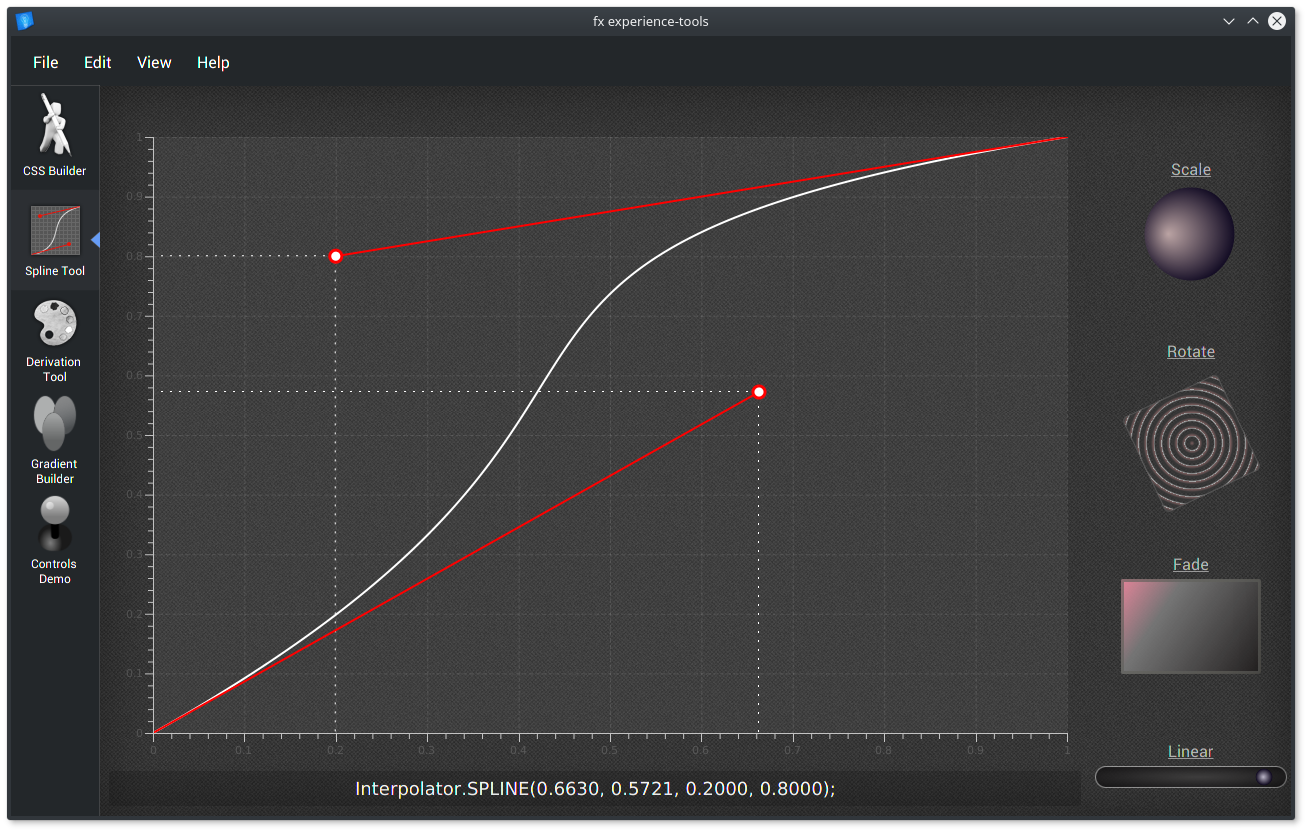 fx experience-tools
File Edit View Help
CSS Builder
Spline Tool
Derivation
Tool
Gradient
Builder
Controls
Demo
1
0.9
0.8
0.7
0.6
0.5
0.4
0.3
0.2
0.1
0
0 0.1 0.2 0.3 0.4 0.5 0.6 0.7 0.8 0.9 1
Interpolator.SPLINE(0.6630, 0.5721, 0.2000, 0.8000);
Scale
Rotate
Fade
Linear